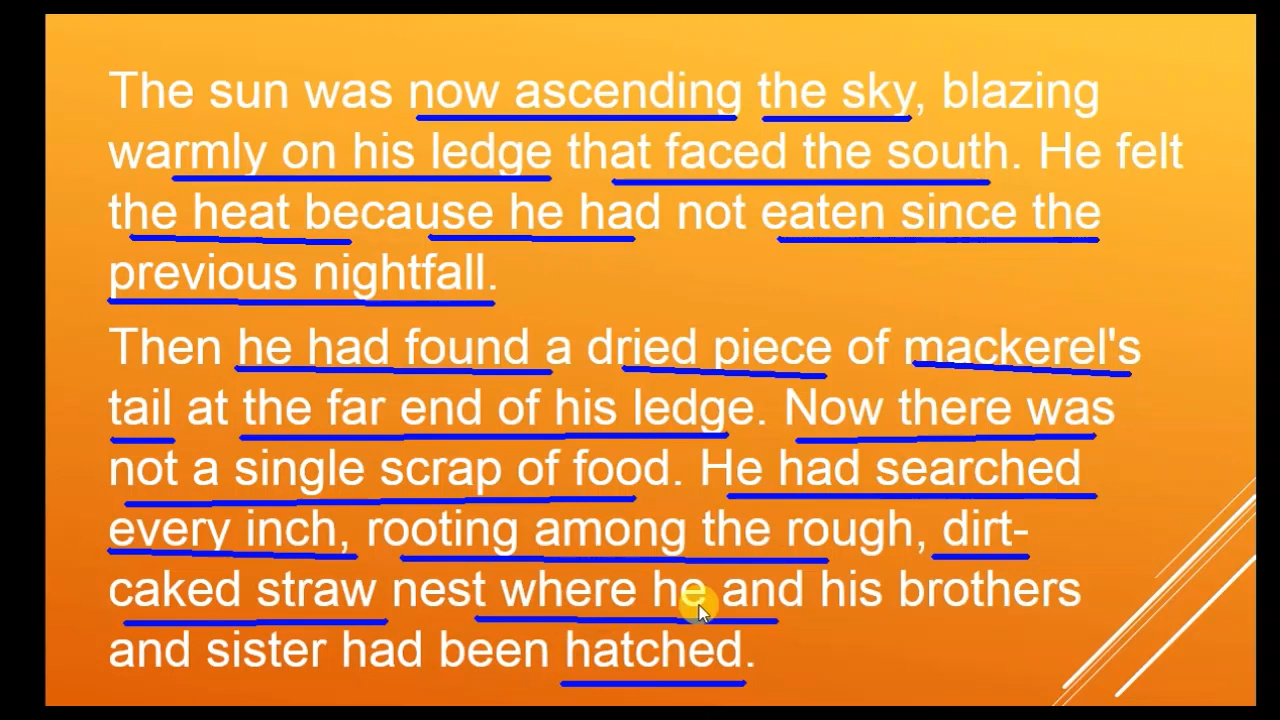 The sun was now ascending the sky, blazing
warmly on his ledge that faced the south. He felt
the heat because he had not eaten since the
previous nightfall.
Then he had found a dried piece of mackerel's
tail at the far end of his ledge. Now there was
not a single scrap of food. He had searched
every inch, rooting among the rough, dirt-
caked straw nest where he and his brothers
and sister had been hatched.